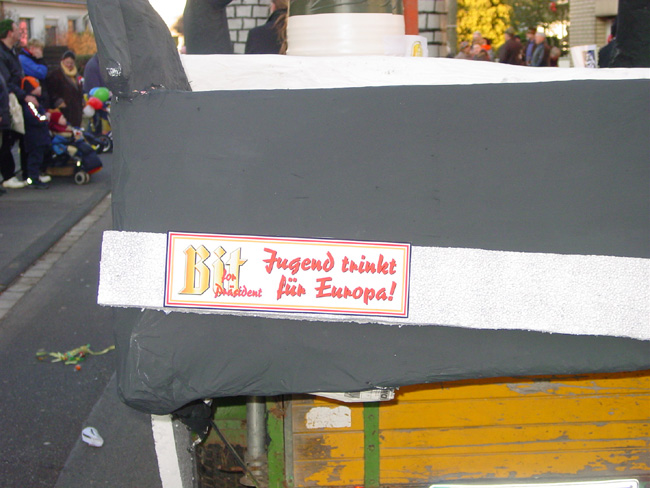 Bit
for
Präsident
Jugend trinkt
für Europa!